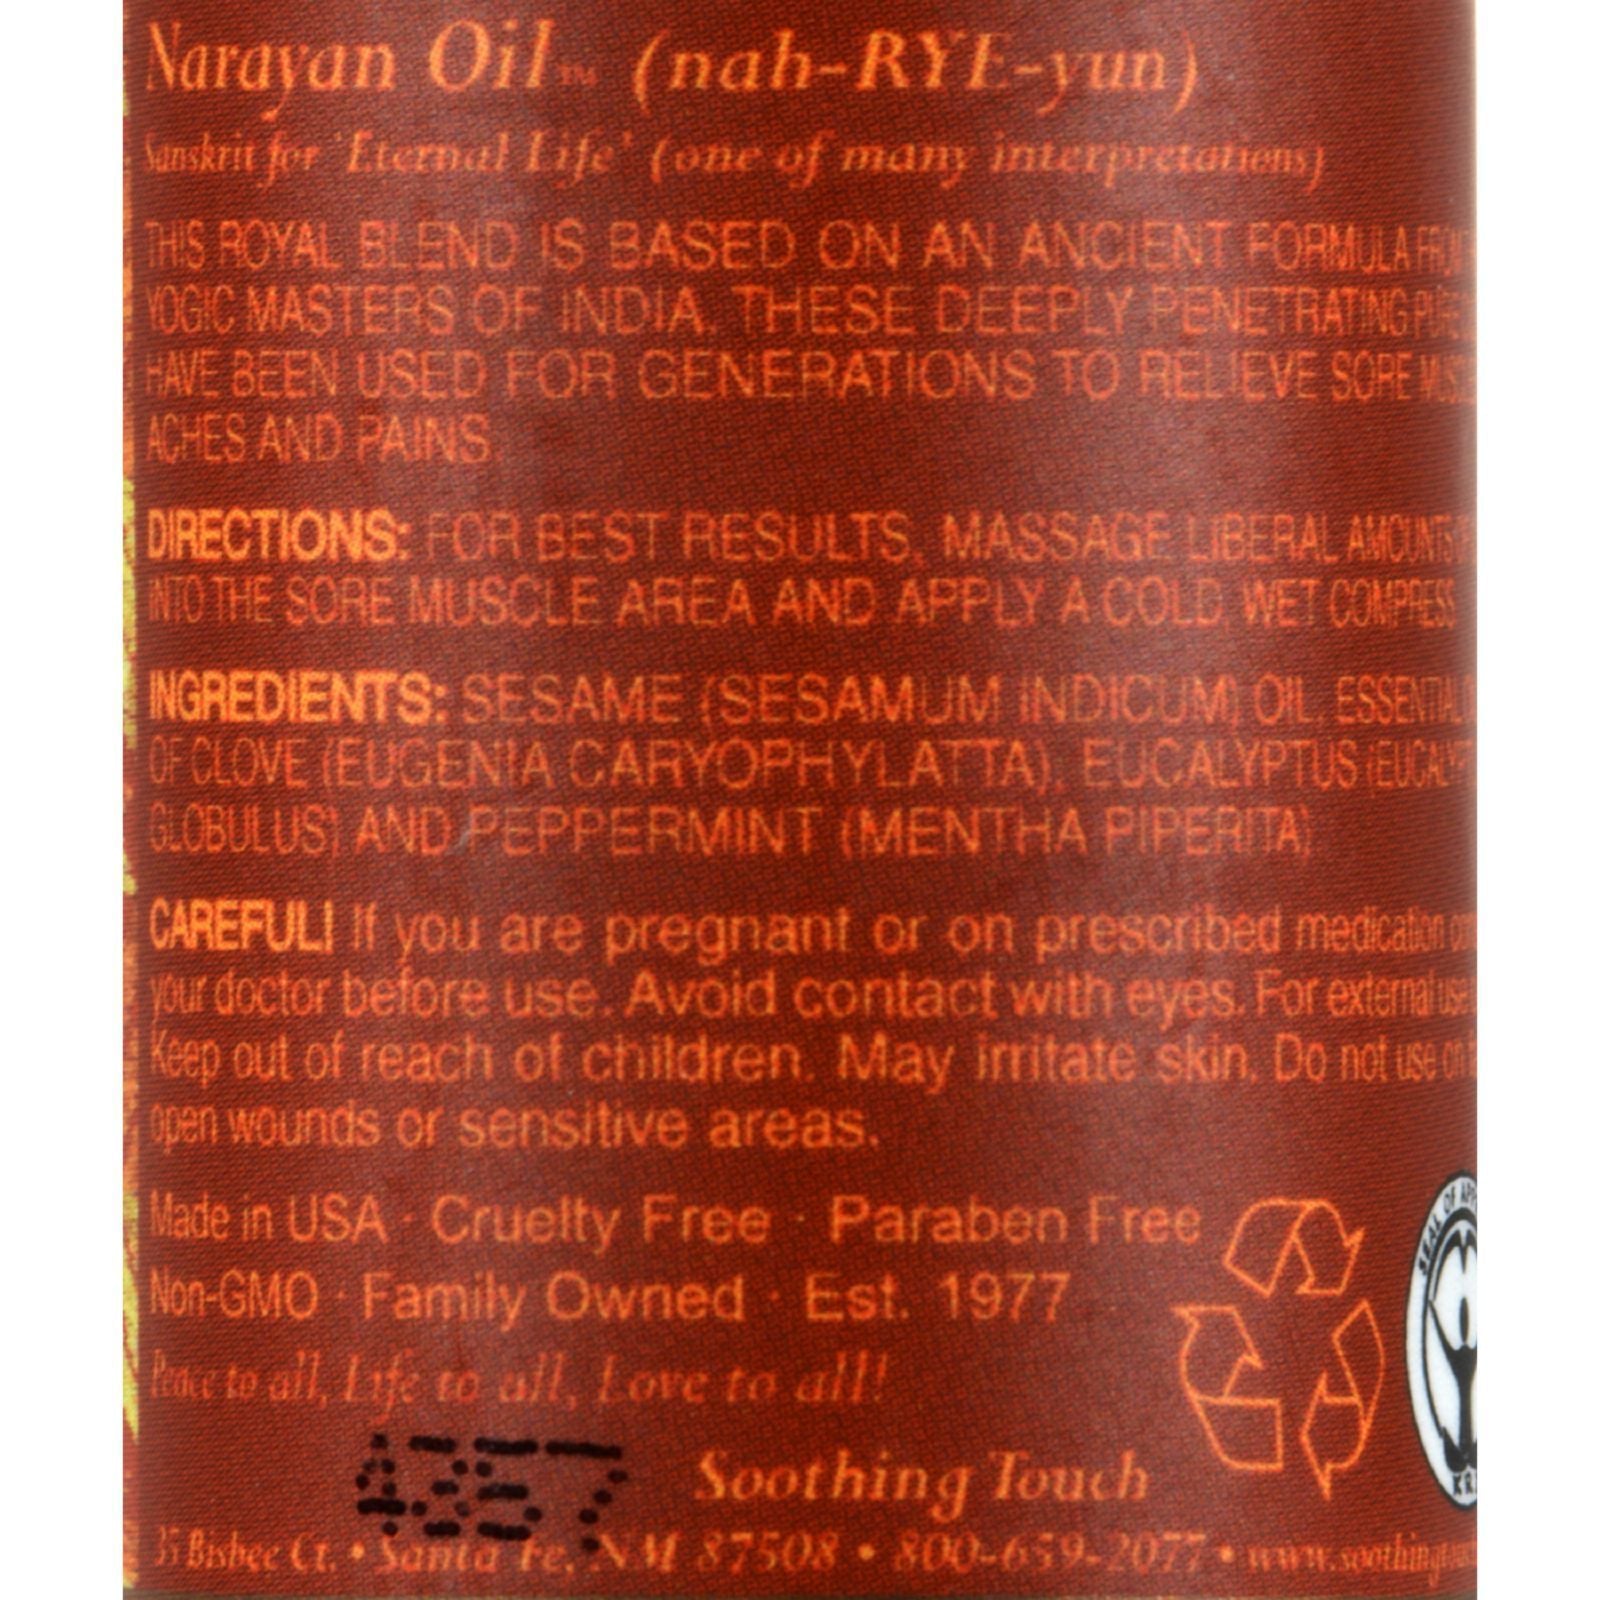 Narayan Oil™ (nah-RYE-yun)
Sanskrit for 'Eternal Life' (one of many interpretations)
THIS ROYAL BLEND IS BASED ON AN ANCIENT FORMULA FROM
YOGIC MASTERS OF INDIA. THESE DEEPLY PENETRATING PURE
HAVE BEEN USED FOR GENERATIONS TO RELIEVE SORE
ACHES AND PAINS.
DIRECTIONS: FOR BEST RESULTS, MASSAGE LIBERAL AMOUNTS
INTO THE SORE MUSCLE AREA AND APPLY A COLD, WET COMPRESS
INGREDIENTS: SESAME (SESAMUM INDICUM) OIL, ESSENTIAL
OF CLOVE (EUGENIA CARYOPHYLATTA), EUCALYPTUS
GLOBULUS) AND PEPPERMINT (MENTHA PIPERITA).
CAREFUL! If you are pregnant or on prescribed medication
your doctor before use. Avoid contact with eyes. For external use
Keep out of reach of children. May irritate skin. Do not use on
open wounds or sensitive areas.
Made in USA · Cruelty Free · Paraben Free
Non-GMO · Family Owned · Est. 1977
Peace to all, Life to all, Love to all!
SEAL OF
Soothing Touch
35 Bisbee Ct. • Santa Fe, NM 87508 • 800-659-2077 •